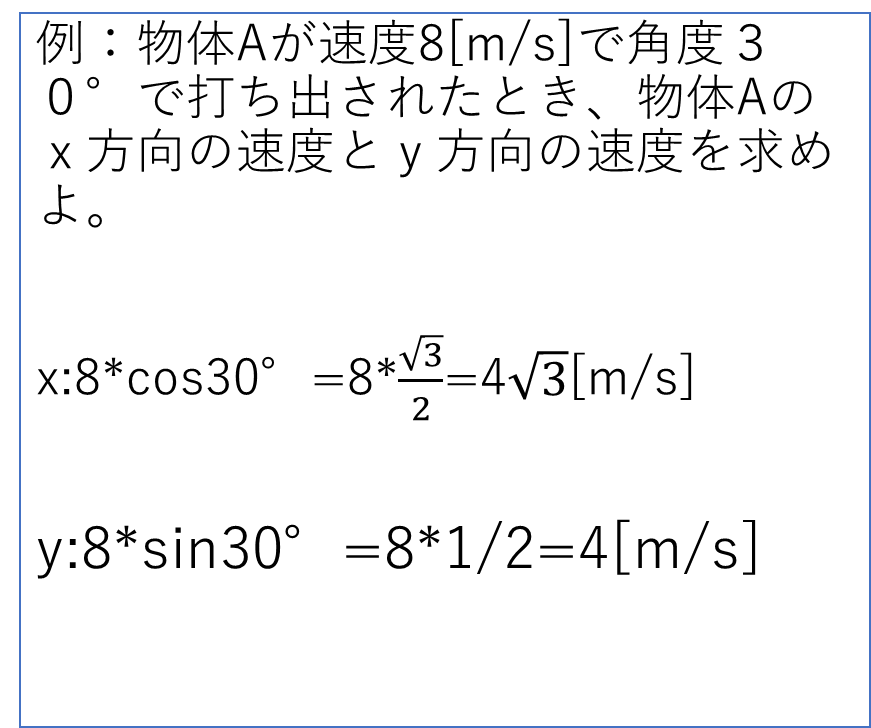 例：物体Aが速度8[m/s]で角度３
０°　で打ち出されたとき、物体Aの
ｘ方向の速度とｙ方向の速度を求め
よ。
x:8*cos30°　=8*√3/2=4√3[m/s]
y:8*sin30°　=8*1/2=4[m/s]